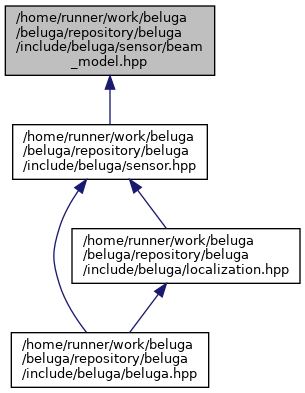 /home/runner/work/beluga
/beluga/repository/beluga
/include/beluga/sensor/beam
_model.hpp
/home/runner/work/beluga
/beluga/repository/beluga
/include/beluga/sensor.hpp
/home/runner/work/beluga
/beluga/repository/beluga
/include/beluga/localization.hpp
/home/runner/work/beluga
/beluga/repository/beluga
/include/beluga/beluga.hpp